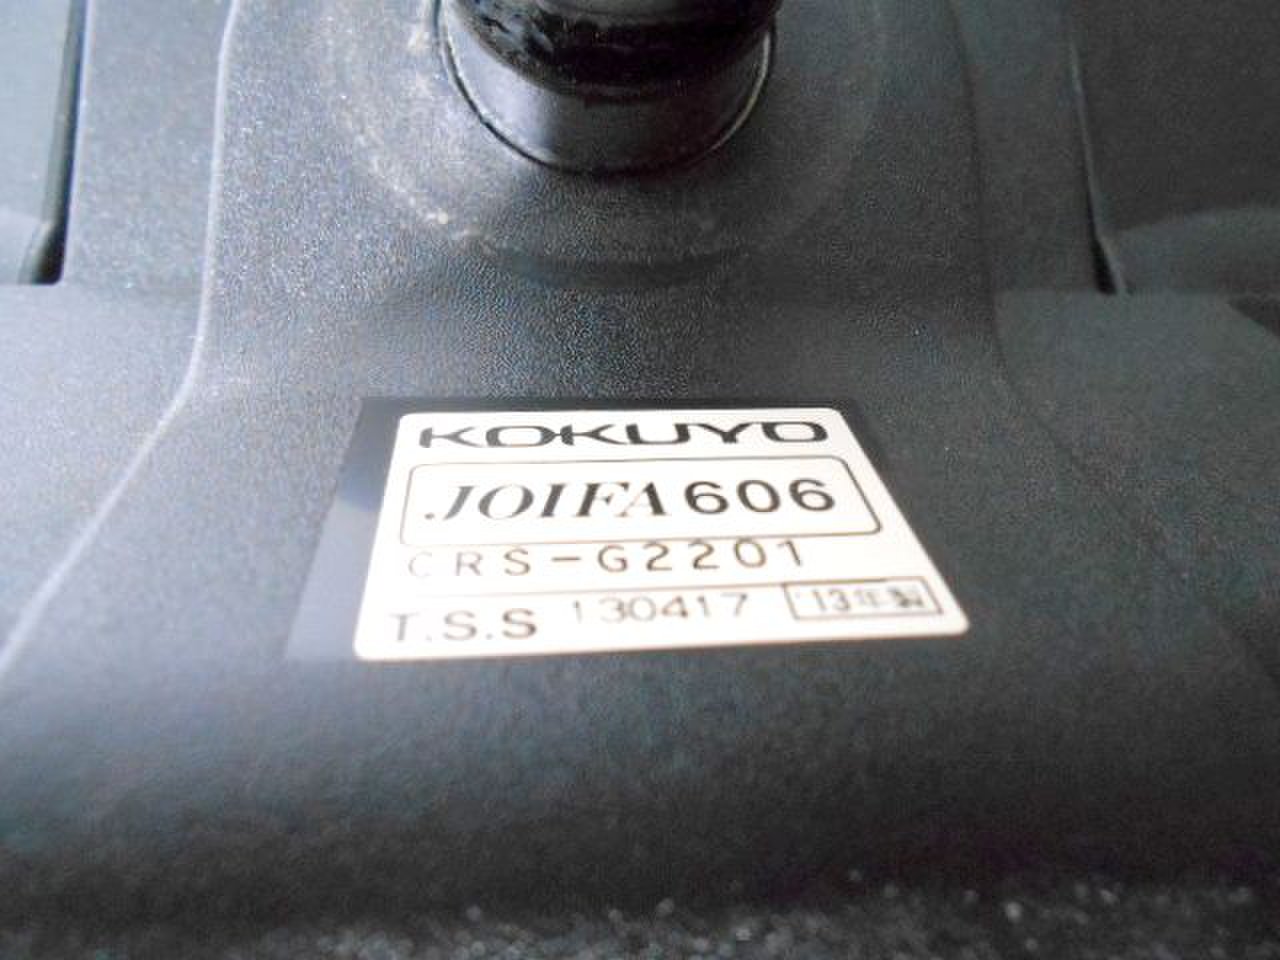 KOKUYO
JOIFA 606
CRS-G2201
T.S.S 130417 '13年製